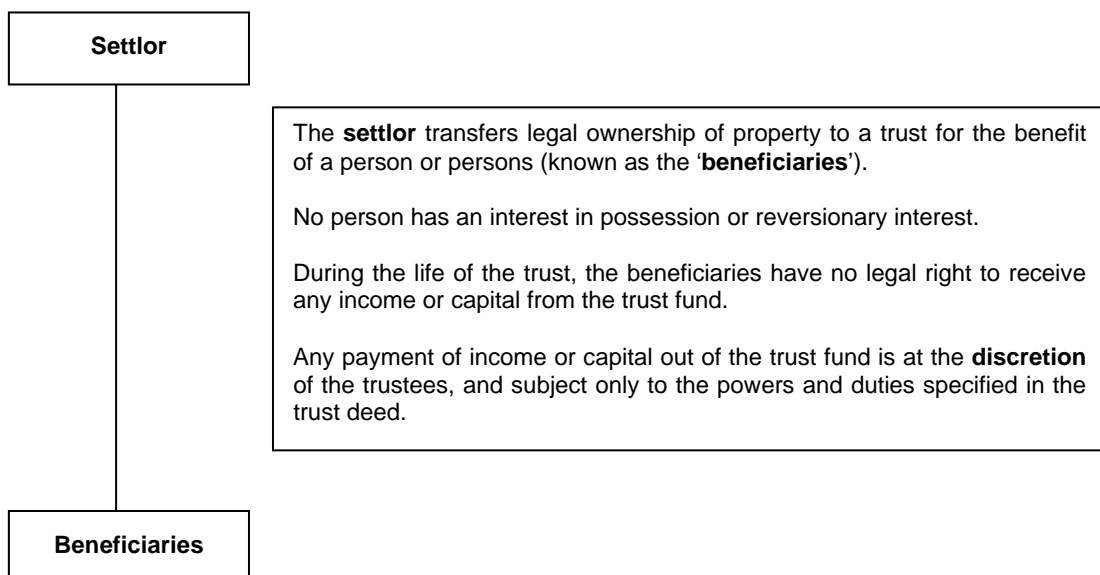 Settlor
The settlor transfers legal ownership of property to a trust for the benefit
of a person or persons (known as the ‘beneficiaries’).
No person has an interest in possession or reversionary interest.
During the life of the trust, the beneficiaries have no legal right to receive
any income or capital from the trust fund.
Any payment of income or capital out of the trust fund is at the discretion
of the trustees, and subject only to the powers and duties specified in the
trust deed.
Beneficiaries